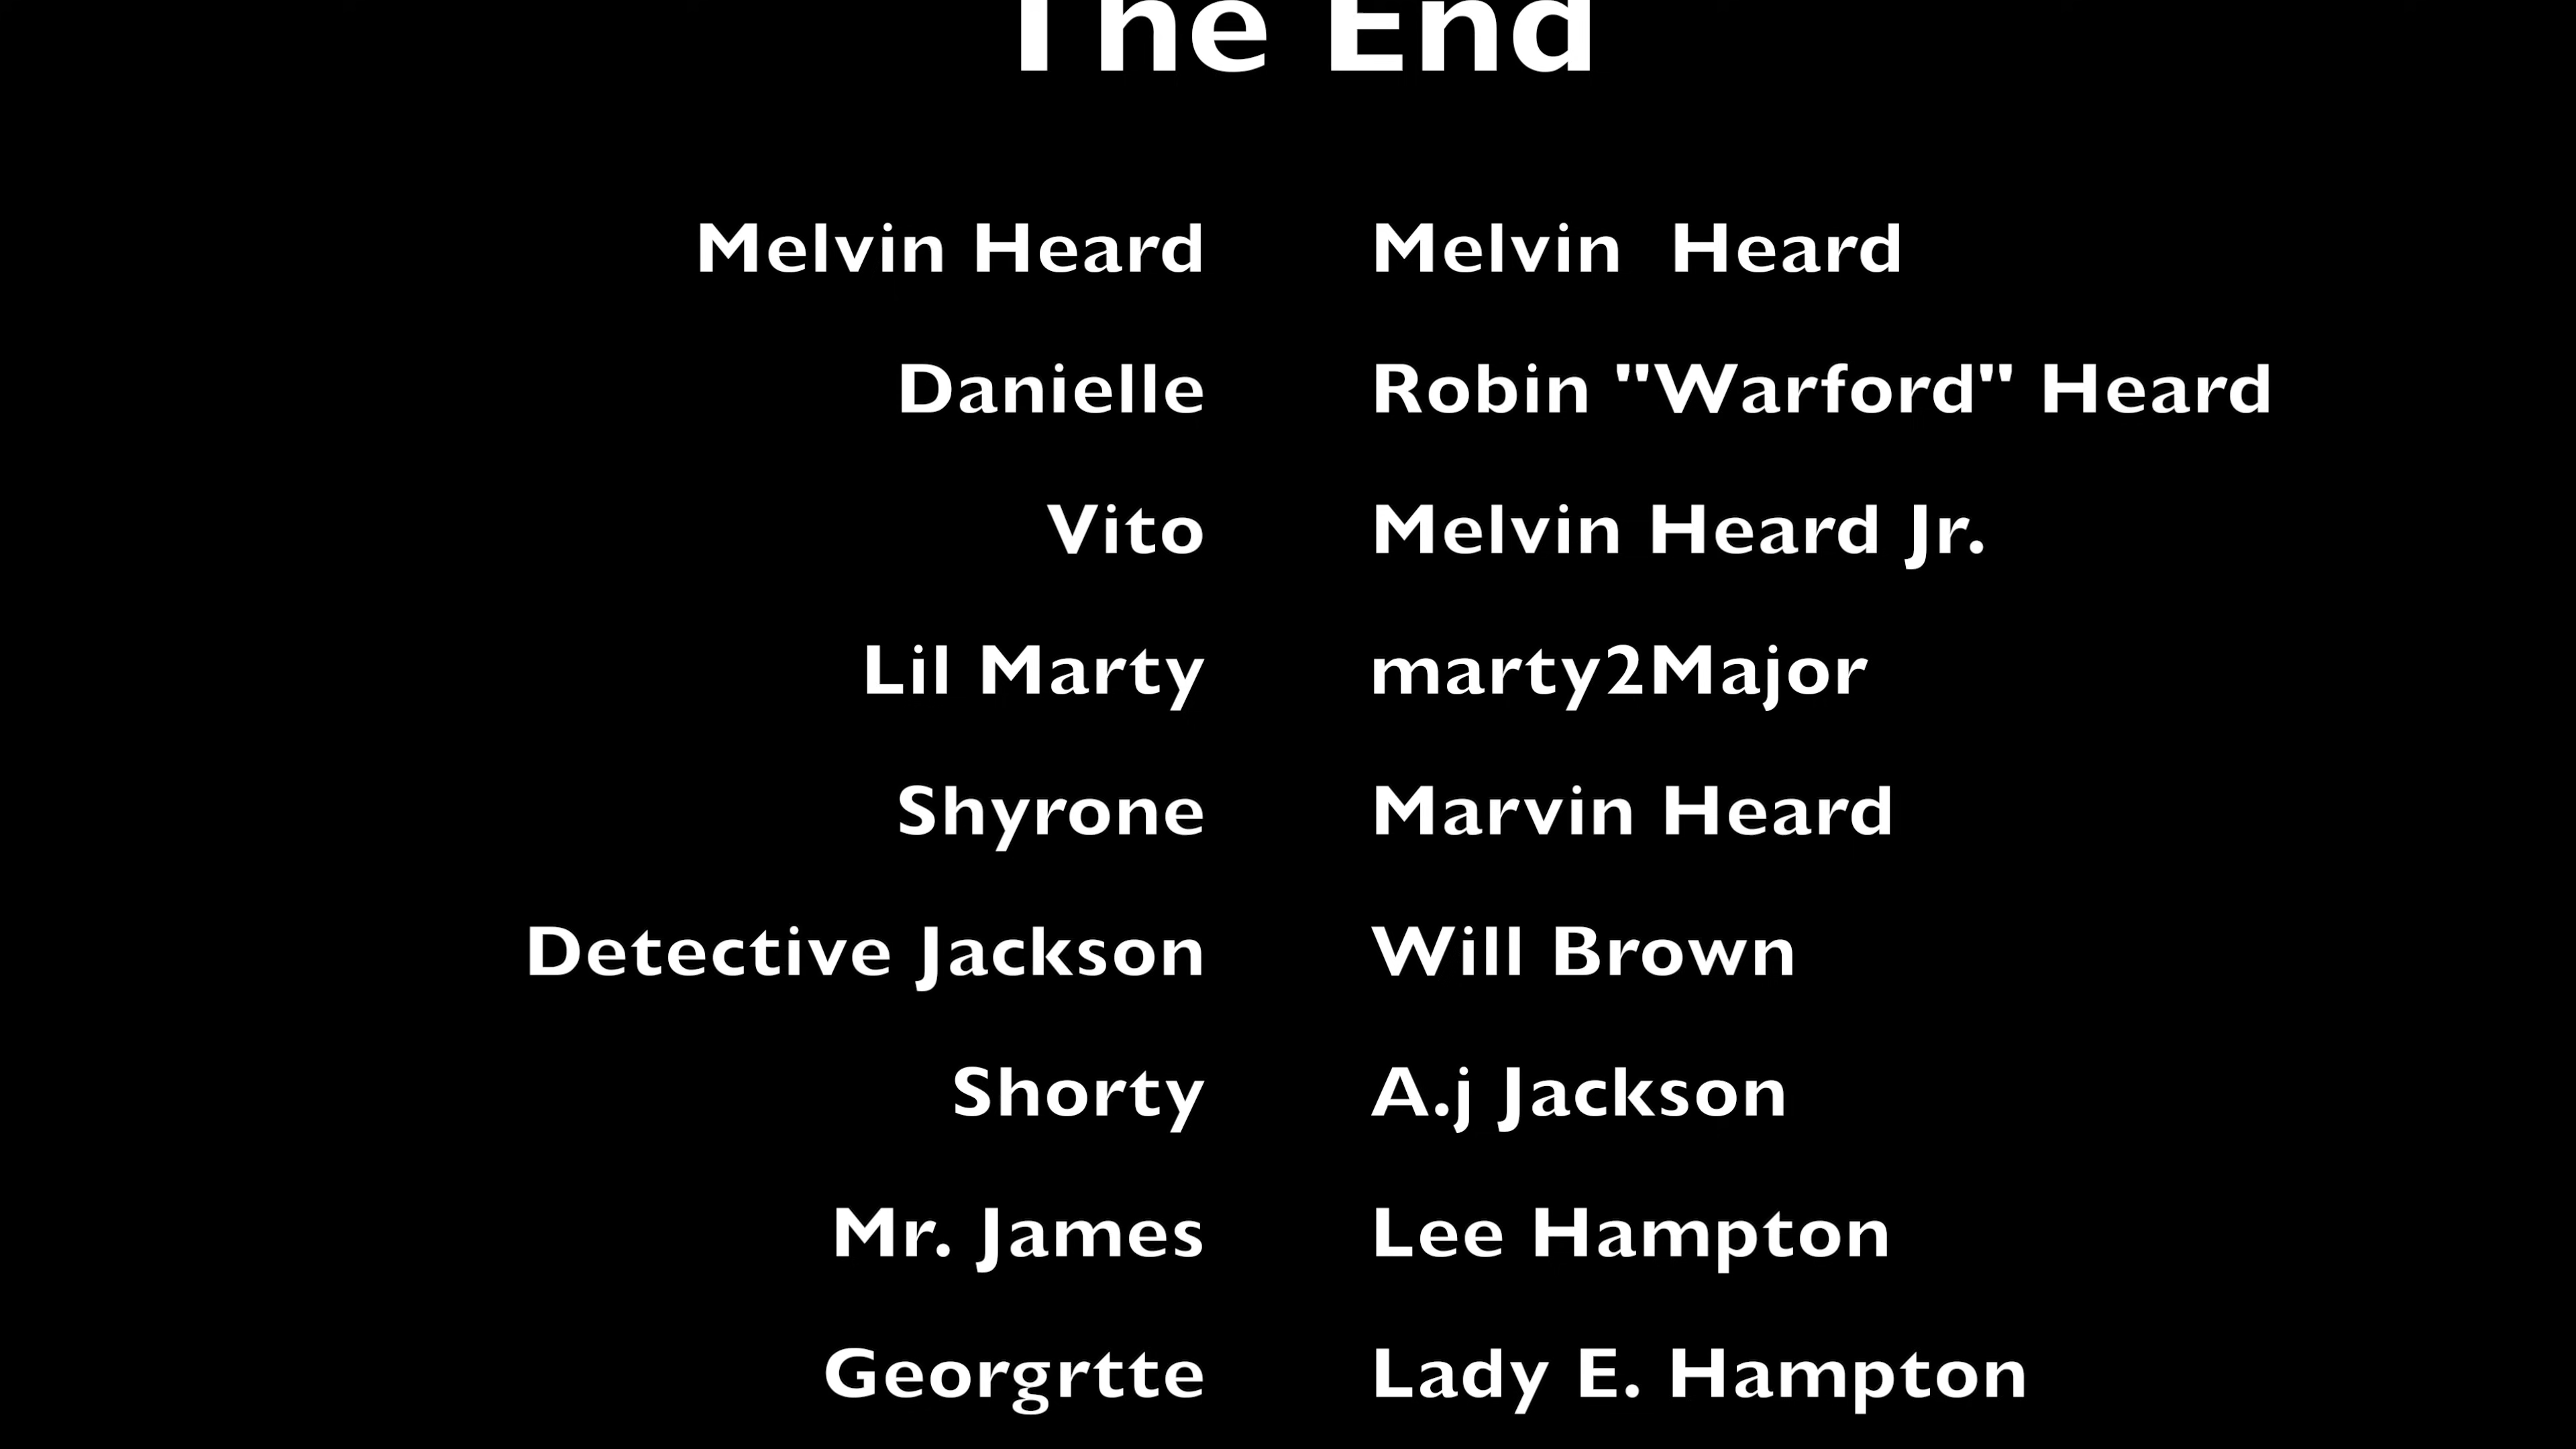 The End
Melvin Heard Melvin  Heard
Danielle Robin "Warford" Heard
Vito Melvin Heard Jr.
Lil Marty marty2Major
Shyrone Marvin Heard
Detective Jackson Will Brown
Shorty A.j Jackson
Mr. James Lee Hampton
Georgrtte Lady E. Hampton